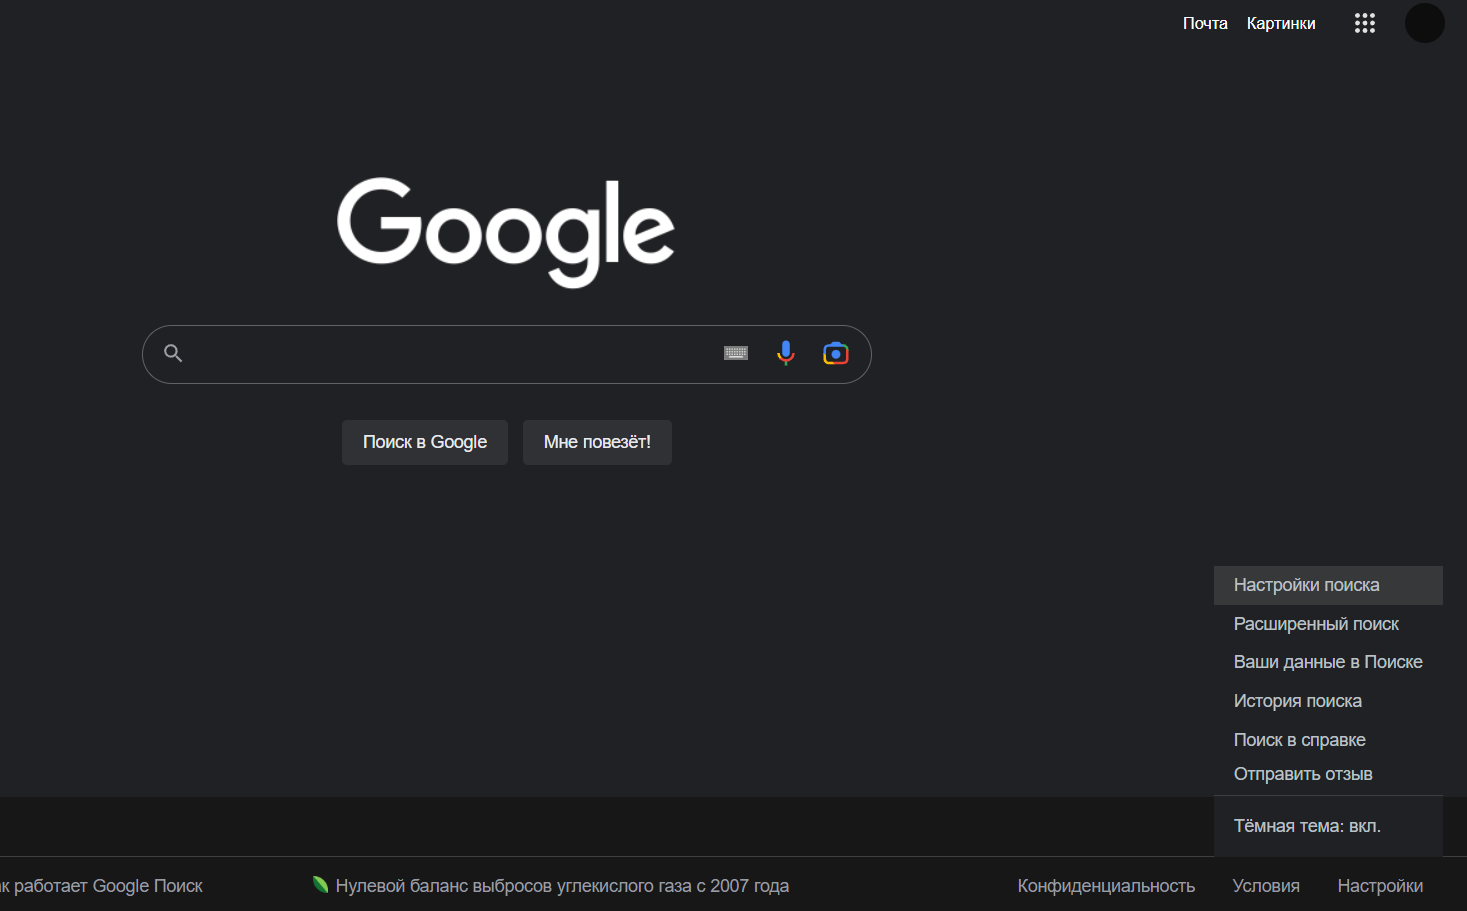 Почта Картинки
Google
Поиск в Google Мне повезёт!
Настройки поиска
Расширенный поиск
Ваши данные в Поиске
История поиска
Поиск в справке
Отправить отзыв
Тёмная тема: вкл.
к работает Google Поиск Нулевой баланс выбросов углекислого газа с 2007 года Конфиденциальность Условия Настройки